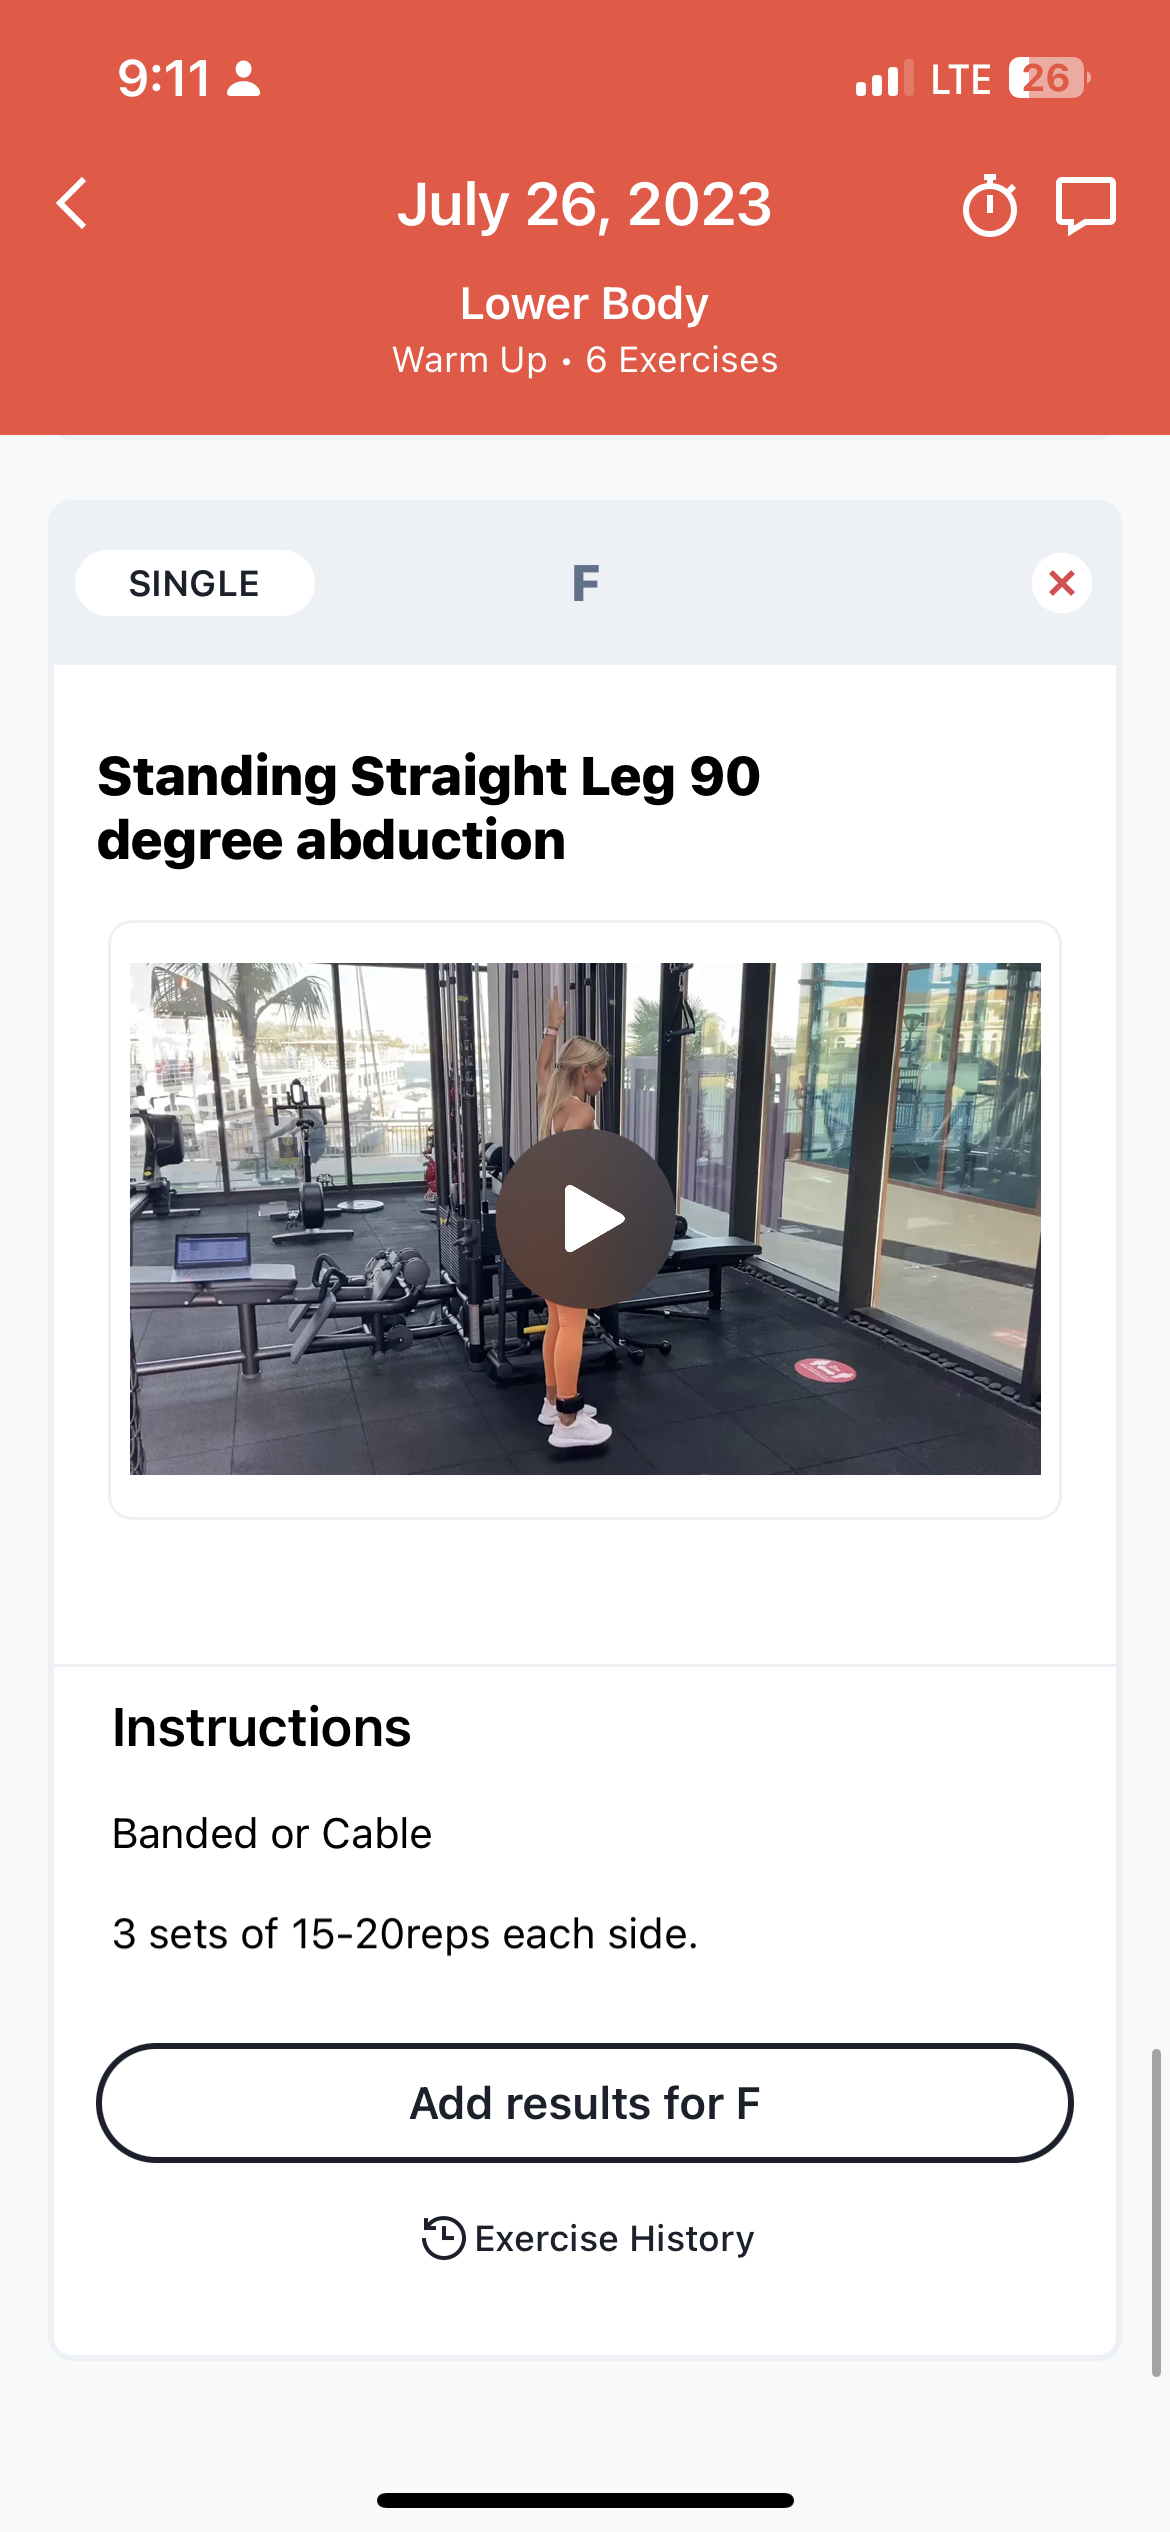 9:11
LTE
26
July 26, 2023
Lower Body
Warm Up • 6 Exercises
SINGLE
F
Standing Straight Leg 90
degree abduction
Instructions
Banded or Cable
3 sets of 15-20reps each side.
Add results for F
Exercise History